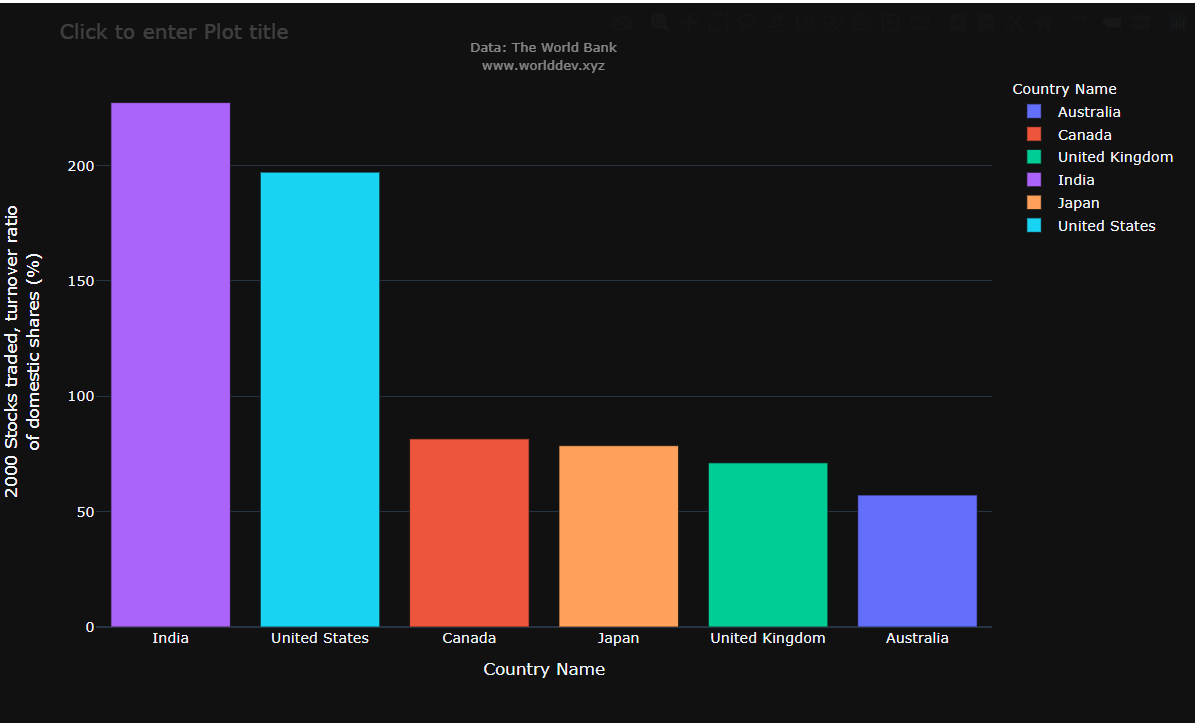 Click to enter Plot title
Data: The World Bank
www.worlddev.xyz
Country Name
Australia
Canada
United Kingdom
India
Japan
United States
2000 Stocks traded, turnover ratio
of domestic shares (%)
200
150
100
50
0
India
United States
Canada
Japan
United Kingdom
Australia
Country Name